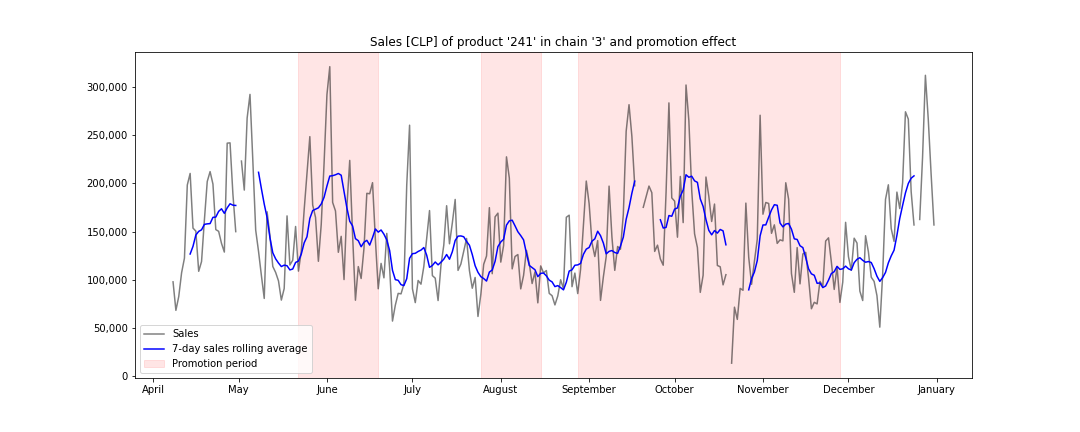 Sales [CLP] of product '241' in chain '3' and promotion effect
300,000
250,000
200,000
150,000
100,000
50,000
0
Sales
7-day sales rolling average
Promotion period
April May June July August September October November December January